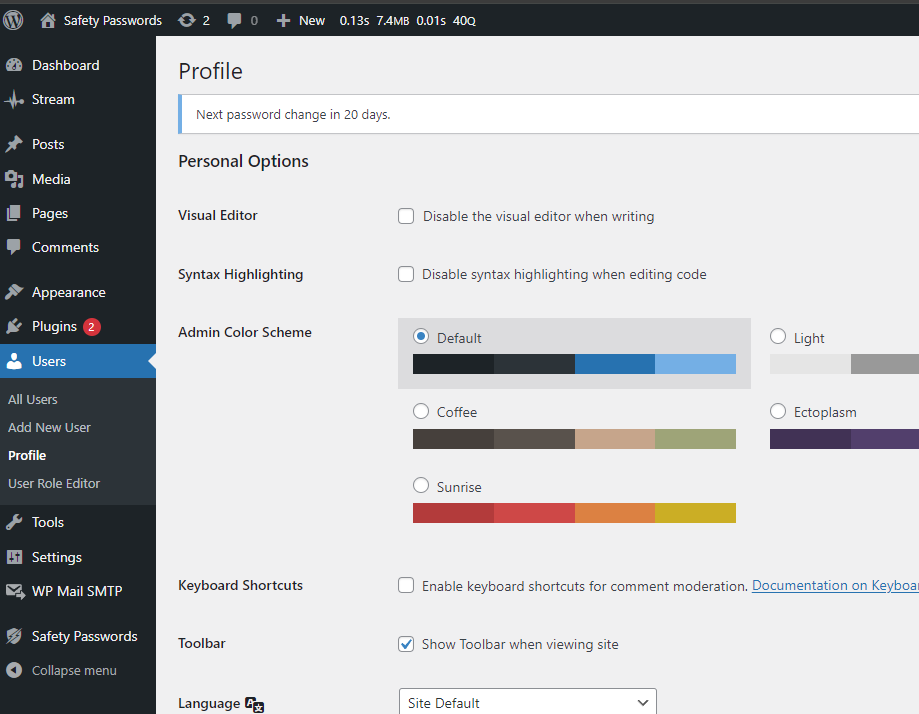 Safety Passwords 2 0 New 0.13s 7.4MB 0.01s 40Q
Dashboard
Stream
Posts
Media
Pages
Comments
Appearance
Plugins 2
Users
All Users
Add New User
Profile
User Role Editor
Tools
Settings
WP Mail SMTP
Safety Passwords
Collapse menu
Profile
Next password change in 20 days.
Personal Options
Visual Editor Disable the visual editor when writing
Syntax Highlighting Disable syntax highlighting when editing code
Admin Color Scheme Default Light
Coffee Ectoplasm
Sunrise
Keyboard Shortcuts Enable keyboard shortcuts for comment moderation. Documentation on Keyboar
Toolbar Show Toolbar when viewing site
Language Site Default